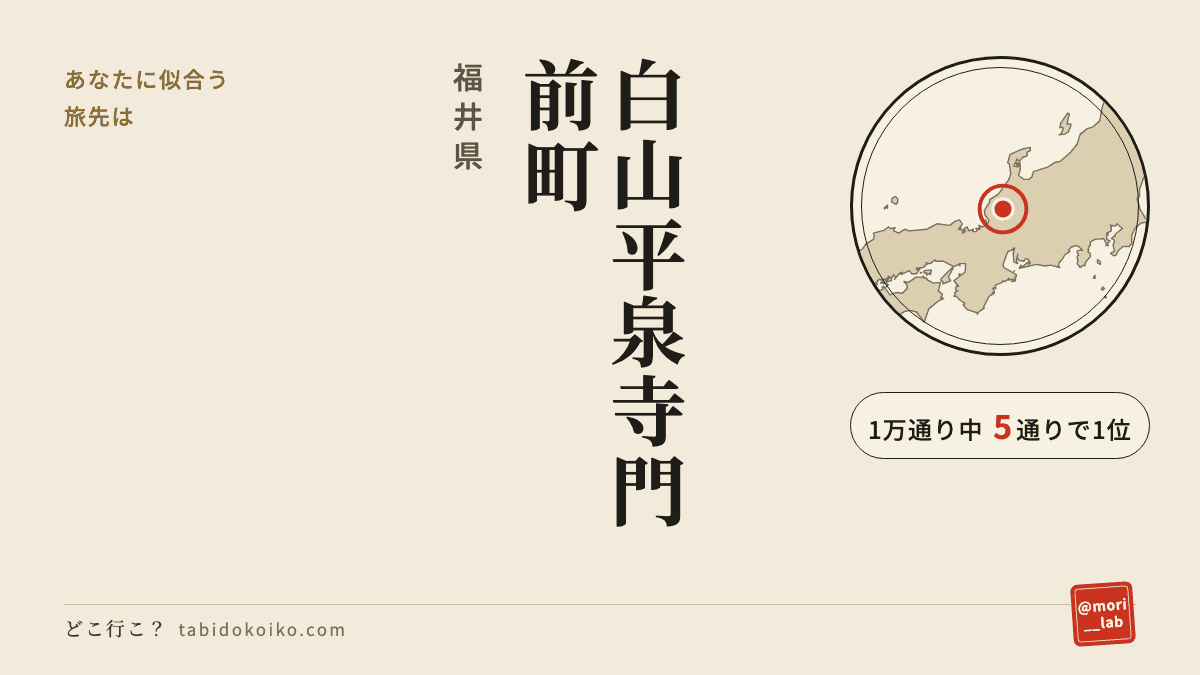 あなたに似合う
旅先は
白山平泉寺門
前町
福井県
1万通り中 5通りで1位
どこ行こ? tabidokoiko.com
@mori
__lab